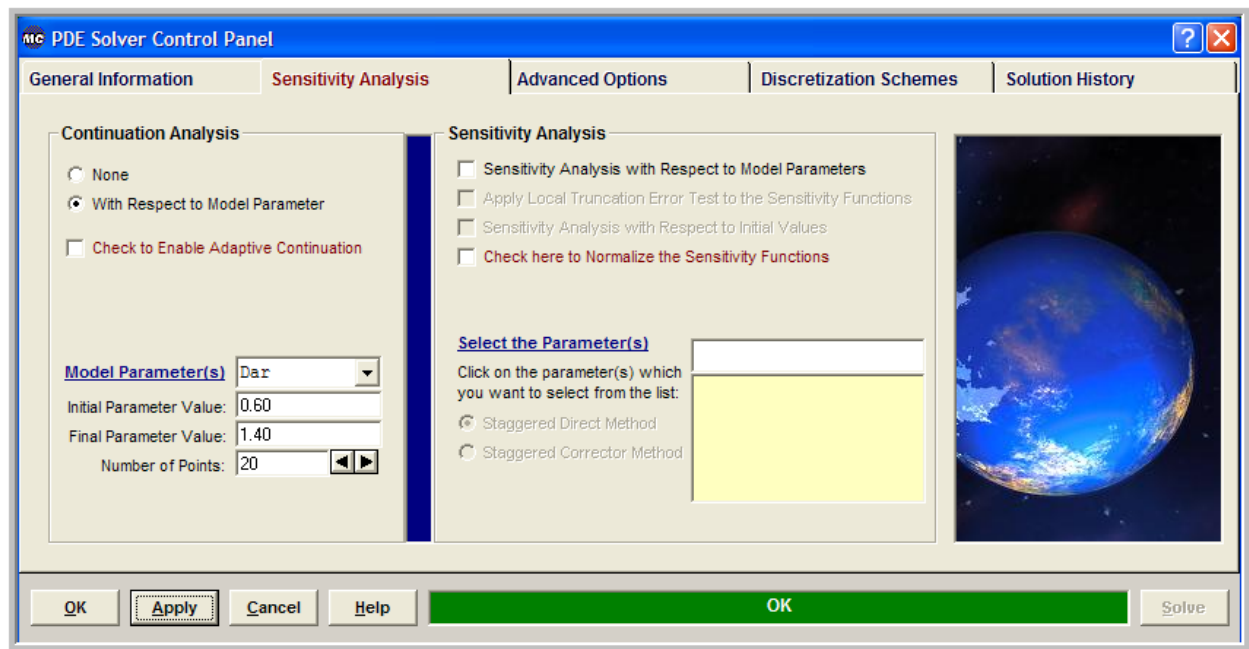 MC PDE Solver Control Panel
General Information Sensitivity Analysis Advanced Options Discretization Schemes Solution History
Continuation Analysis
None
With Respect to Model Parameter
Check to Enable Adaptive Continuation
Model Parameter(s) Dar
Initial Parameter Value: 0.60
Final Parameter Value: 1.40
Number of Points: 20
Sensitivity Analysis
Sensitivity Analysis with Respect to Model Parameters
Apply Local Truncation Error Test to the Sensitivity Functions
Sensitivity Analysis with Respect to Initial Values
Check here to Normalize the Sensitivity Functions
Select the Parameter(s)
Click on the parameter(s) which
you want to select from the list:
Staggered Direct Method
Staggered Corrector Method
OK Apply Cancel Help OK Solve